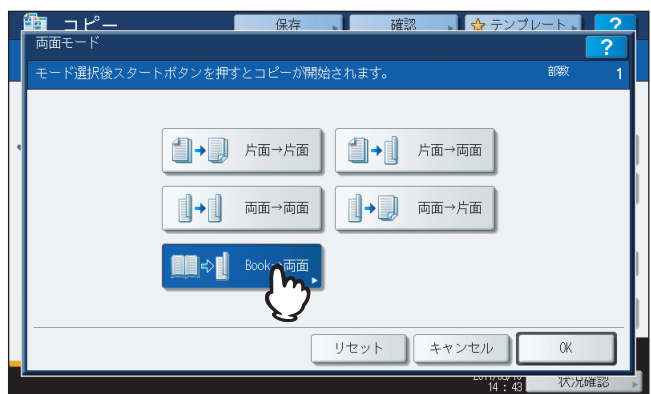 コピー 保存 確認 テンプレート ?
両面モード ?
モード選択後スタートボタンを押すとコピーが開始されます。 部数 1
片面→片面 片面→両面
両面→両面 両面→片面
Book→両面
リセット キャンセル OK
14:43 状況確認